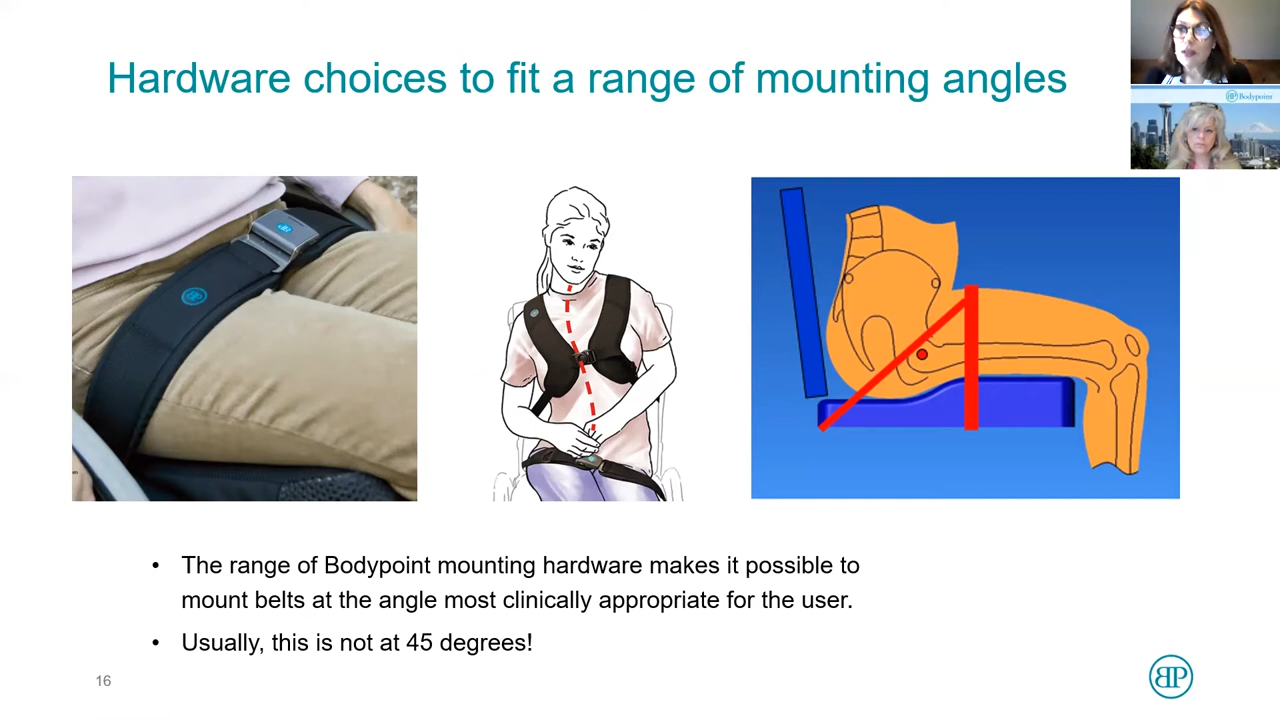 Hardware choices to fit a range of mounting angles
Bodypoint
• The range of Bodypoint mounting hardware makes it possible to
mount belts at the angle most clinically appropriate for the user.
• Usually, this is not at 45 degrees!
16
BP